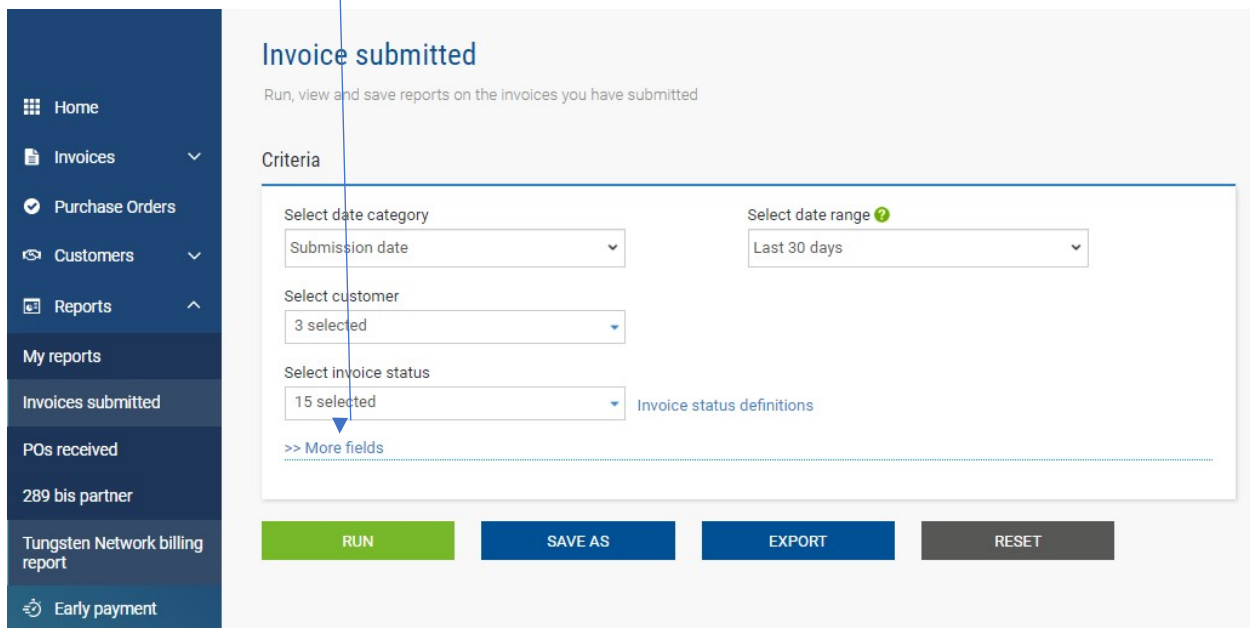 Home
Invoices
Purchase Orders
Customers
Reports
My reports
Invoices submitted
POs received
289 bis partner
Tungsten Network billing
report
Early payment
Invoice submitted
Run, view and save reports on the invoices you have submitted
Criteria
Select date category
Submission date
Select date range
Last 30 days
Select customer
3 selected
Select invoice status
15 selected
Invoice status definitions
>> More fields
RUN
SAVE AS
EXPORT
RESET